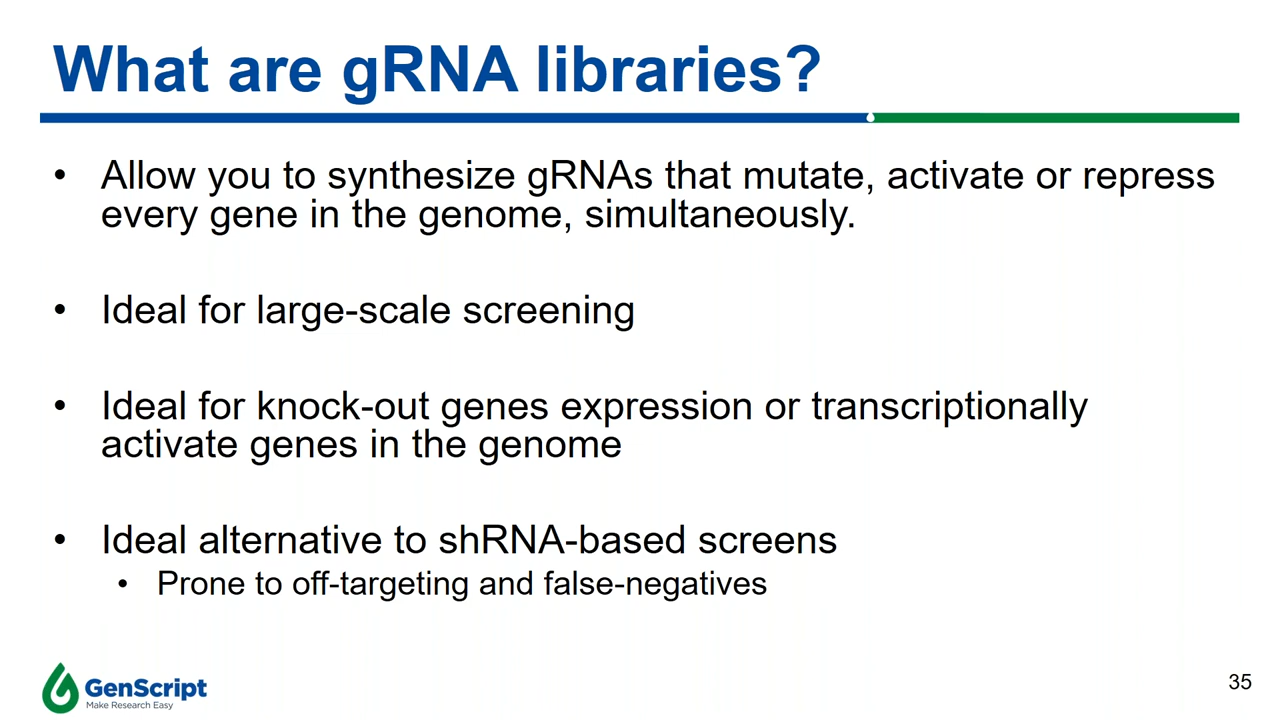 What are gRNA libraries?
• Allow you to synthesize gRNAs that mutate, activate or repress
every gene in the genome, simultaneously.
• Ideal for large-scale screening
• Ideal for knock-out genes expression or transcriptionally
activate genes in the genome
• Ideal alternative to shRNA-based screens
• Prone to off-targeting and false-negatives
GenScript
Make Research Easy
35